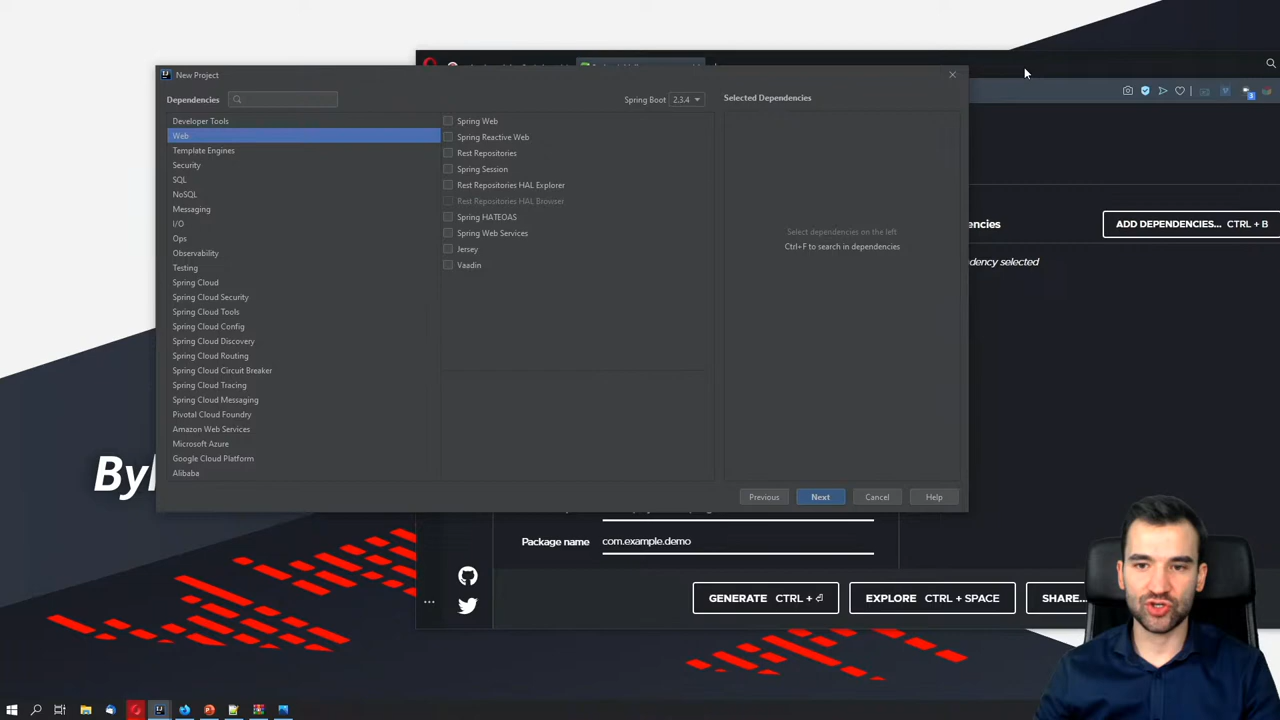 New Project
Dependencies
Spring Boot 2.3.4
Selected Dependencies
Developer Tools
Web
Template Engines
Security
SQL
NoSQL
Messaging
I/O
Ops
Observability
Testing
Spring Cloud
Spring Cloud Security
Spring Cloud Tools
Spring Cloud Config
Spring Cloud Discovery
Spring Cloud Routing
Spring Cloud Circuit Breaker
Spring Cloud Tracing
Spring Cloud Messaging
Pivotal Cloud Foundry
Amazon Web Services
Microsoft Azure
Google Cloud Platform
Alibaba
Spring Web
Spring Reactive Web
Rest Repositories
Spring Session
Rest Repositories HAL Explorer
Rest Repositories HAL Browser
Spring HATEOAS
Spring Web Services
Jersey
Vaadin
Select dependencies on the left
Ctrl+F to search in dependencies
Previous
Next
Cancel
Help
encies
ADD DEPENDENCIES... CTRL + B
dency selected
3
Package name com.example.demo
GENERATE CTRL + ⏎
EXPLORE CTRL + SPACE
SHARE...
...